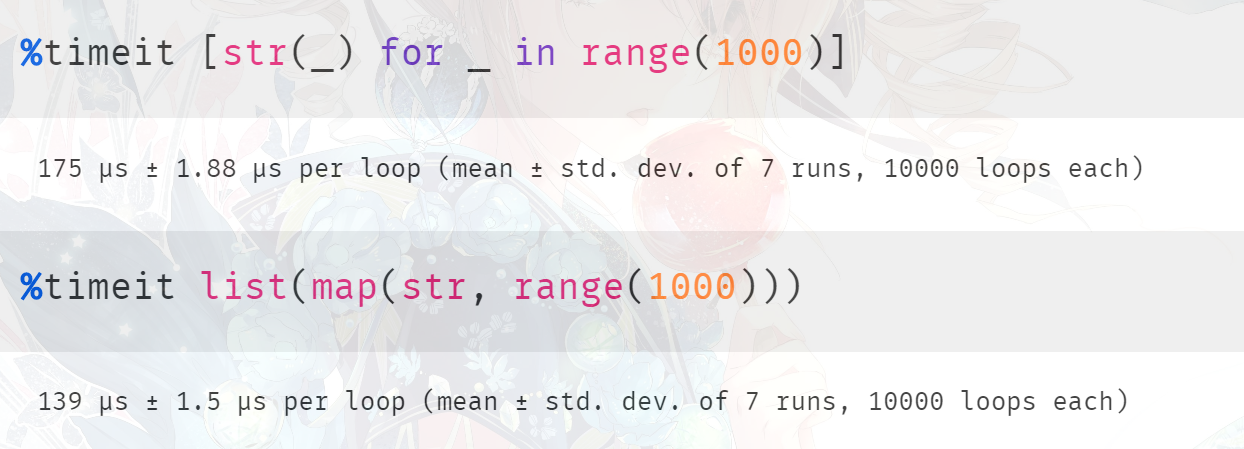 %timeit [str(_) for _ in range(1000)]
175 µs ± 1.88 µs per loop (mean ± std. dev. of 7 runs, 10000 loops each)
%timeit list(map(str, range(1000)))
139 µs ± 1.5 µs per loop (mean ± std. dev. of 7 runs, 10000 loops each)